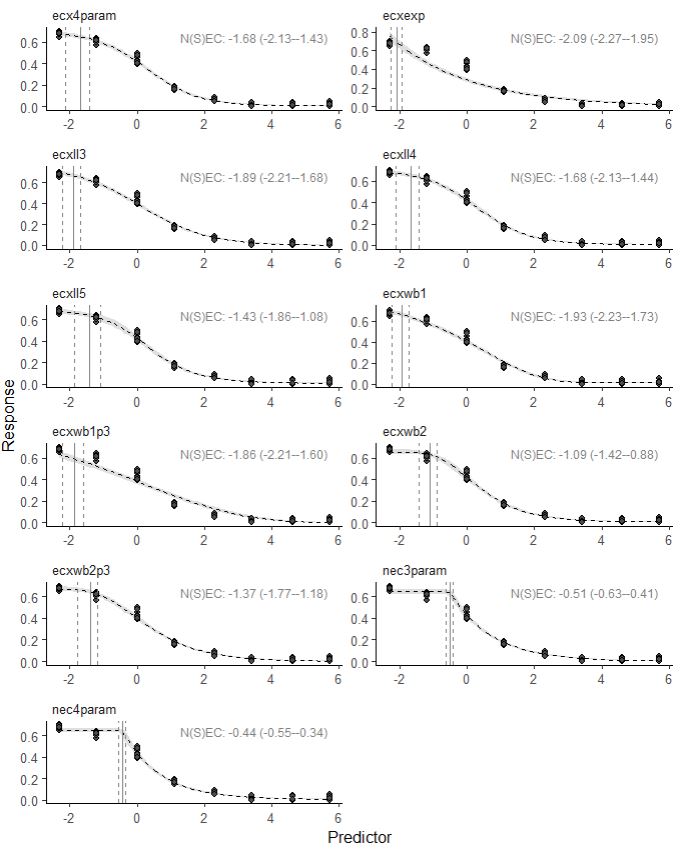 ecx4param
N(S)EC: -1.68 (-2.13--1.43)
0.6
0.4
0.2
0.0
-2 0 2 4 6
ecxexp
N(S)EC: -2.09 (-2.27--1.95)
0.8
0.6
0.4
0.2
0.0
-2 0 2 4 6
ecxll3
N(S)EC: -1.89 (-2.21--1.68)
0.6
0.4
0.2
0.0
-2 0 2 4 6
ecxll4
N(S)EC: -1.68 (-2.13--1.44)
0.6
0.4
0.2
0.0
-2 0 2 4 6
ecxll5
N(S)EC: -1.43 (-1.86--1.08)
0.6
0.4
0.2
0.0
-2 0 2 4 6
ecxwb1
N(S)EC: -1.93 (-2.23--1.73)
0.6
0.4
0.2
0.0
-2 0 2 4 6
Response
ecxwb1p3
N(S)EC: -1.86 (-2.21--1.60)
0.6
0.4
0.2
0.0
-2 0 2 4 6
ecxwb2
N(S)EC: -1.09 (-1.42--0.88)
0.6
0.4
0.2
0.0
-2 0 2 4 6
ecxwb2p3
N(S)EC: -1.37 (-1.77--1.18)
0.6
0.4
0.2
0.0
-2 0 2 4 6
nec3param
N(S)EC: -0.51 (-0.63--0.41)
0.6
0.4
0.2
0.0
-2 0 2 4 6
nec4param
N(S)EC: -0.44 (-0.55--0.34)
0.6
0.4
0.2
0.0
-2 0 2 4 6
Predictor